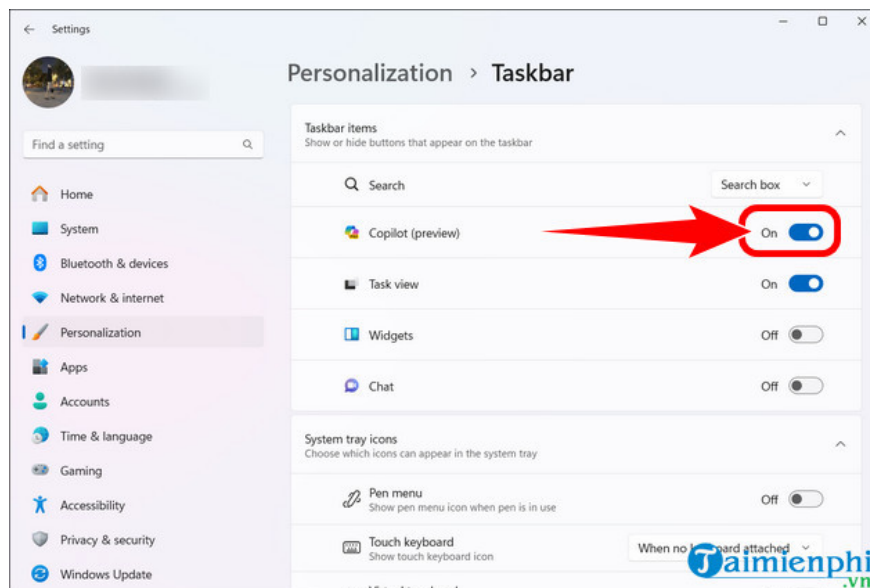 Settings
Personalization > Taskbar
Find a setting
Home
System
Bluetooth & devices
Network & internet
Personalization
Apps
Accounts
Time & language
Gaming
Accessibility
Privacy & security
Windows Update
Taskbar items
Show or hide buttons that appear on the taskbar
Search
Search box
Copilot (preview)
On
Task view
On
Widgets
Off
Chat
Off
System tray icons
Choose which icons can appear in the system tray
Pen menu
Show pen menu icon when pen is in use
Off
Touch keyboard
Show touch keyboard icon
When no attached
Taimienphi
.vn